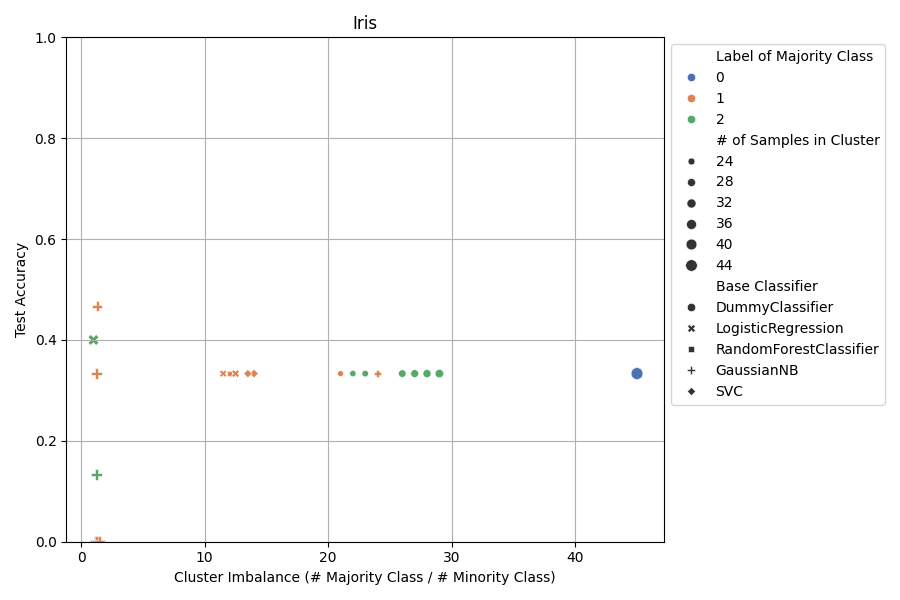 Iris
1.0
0.8
0.6
0.4
0.2
0.0
Test Accuracy
0
10
20
30
40
Cluster Imbalance (# Majority Class / # Minority Class)
Label of Majority Class
0
1
2
# of Samples in Cluster
24
28
32
36
40
44
Base Classifier
DummyClassifier
LogisticRegression
RandomForestClassifier
GaussianNB
SVC